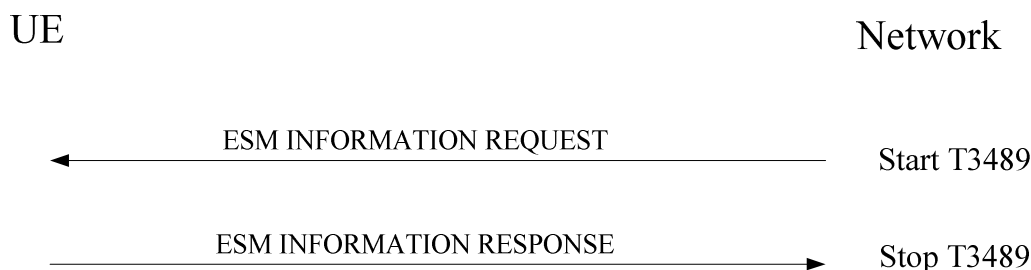 UE
Network
ESM INFORMATION REQUEST
Start T3489
ESM INFORMATION RESPONSE
Stop T3489